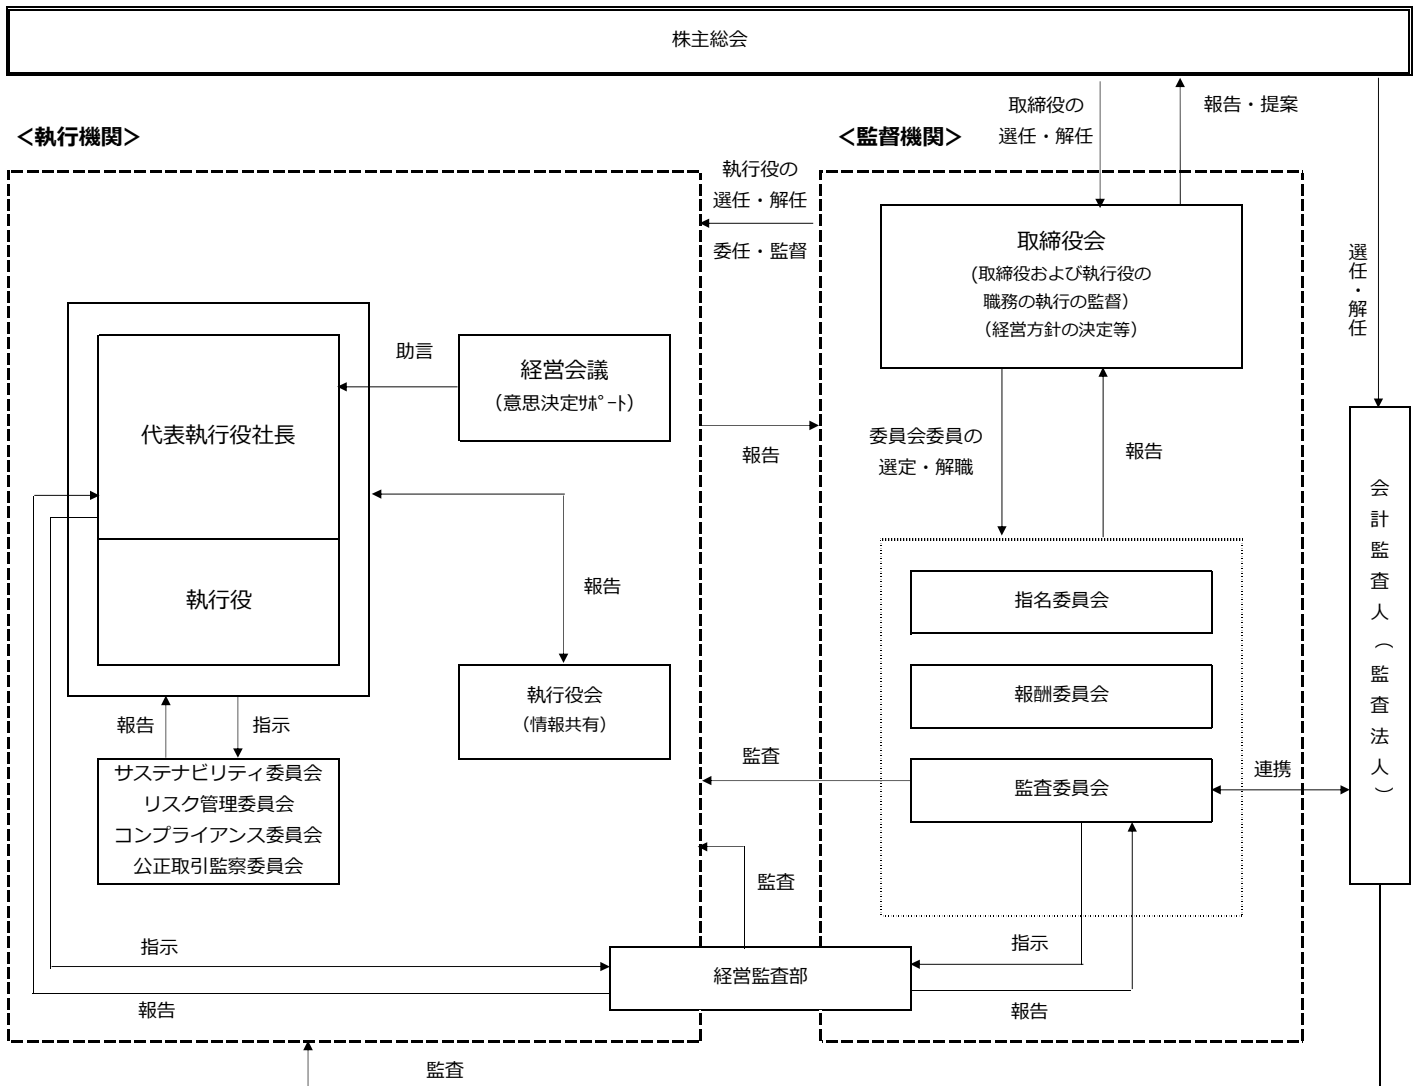 株主総会
取締役の
選任・解任
報告・提案
＜執行機関＞
＜監督機関＞
執行役の
選任・解任
委任・監督
取締役会
(取締役および執行役の
職務の執行の監督)
（経営方針の決定等）
選任・解任
助言
経営会議
（意思決定ｻﾎﾟｰﾄ）
代表執行役社長
報告
委員会委員の
選定・解職
報告
会計監査人（監査法人）
執行役
報告
指名委員会
執行役会
（情報共有）
報酬委員会
報告
指示
サステナビリティ委員会
リスク管理委員会
コンプライアンス委員会
公正取引監察委員会
監査
監査委員会
連携
監査
指示
経営監査部
指示
報告
報告
監査